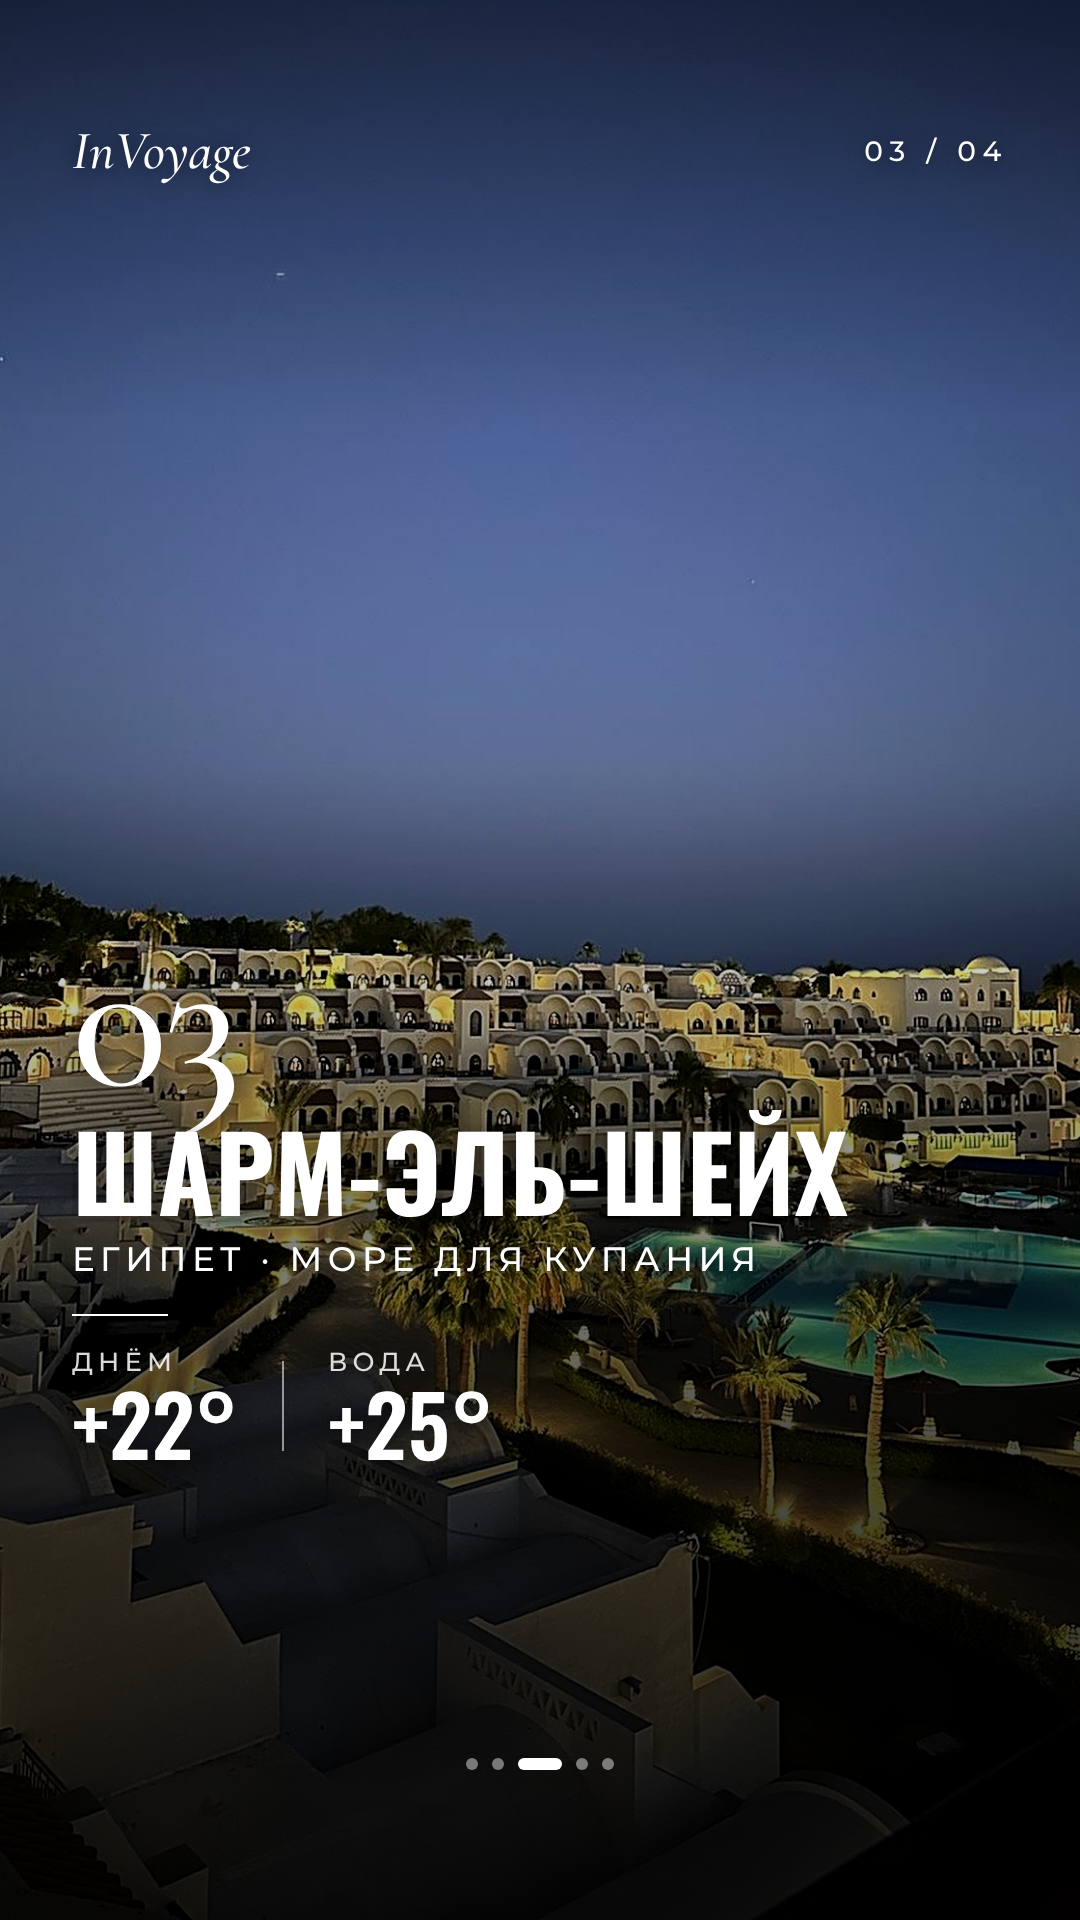 InVoyage
03 / 04
03
ШАРМ-ЭЛЬ-ШЕЙХ
ЕГИПЕТ · МОРЕ ДЛЯ КУПАНИЯ
ДНЁМ ВОДА
+22° +25°